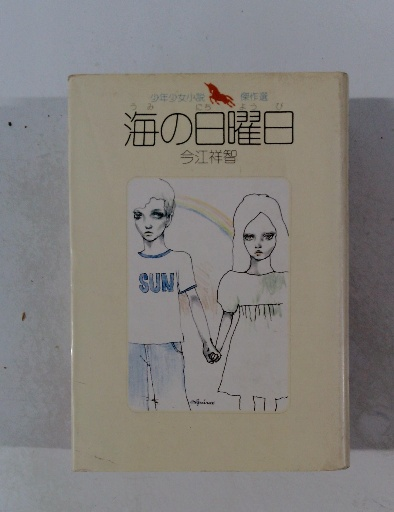 少年少女小説 傑作選
うみ にち ようび
海の日曜日
今江祥智
SUN